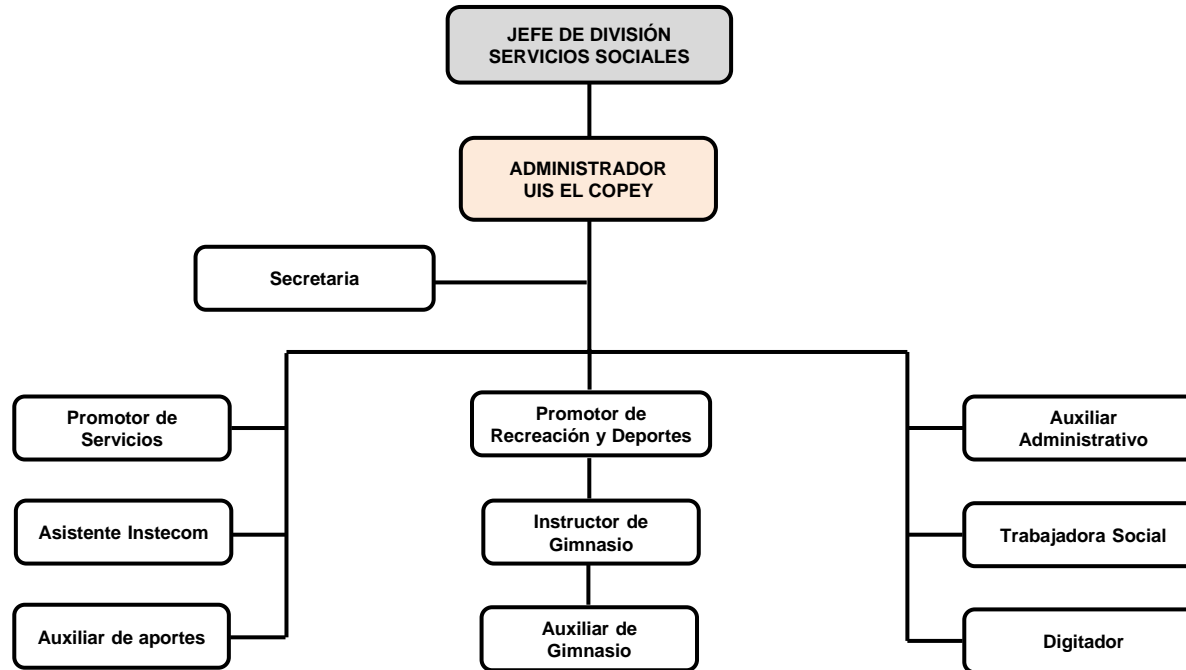 JEFE DE DIVISIÓN
SERVICIOS SOCIALES
ADMINISTRADOR
UIS EL COPEY
Secretaria
Promotor de
Servicios
Promotor de
Recreación y Deportes
Auxiliar
Administrativo
Asistente Instecom
Instructor de
Gimnasio
Trabajadora Social
Auxiliar de aportes
Auxiliar de
Gimnasio
Digitador